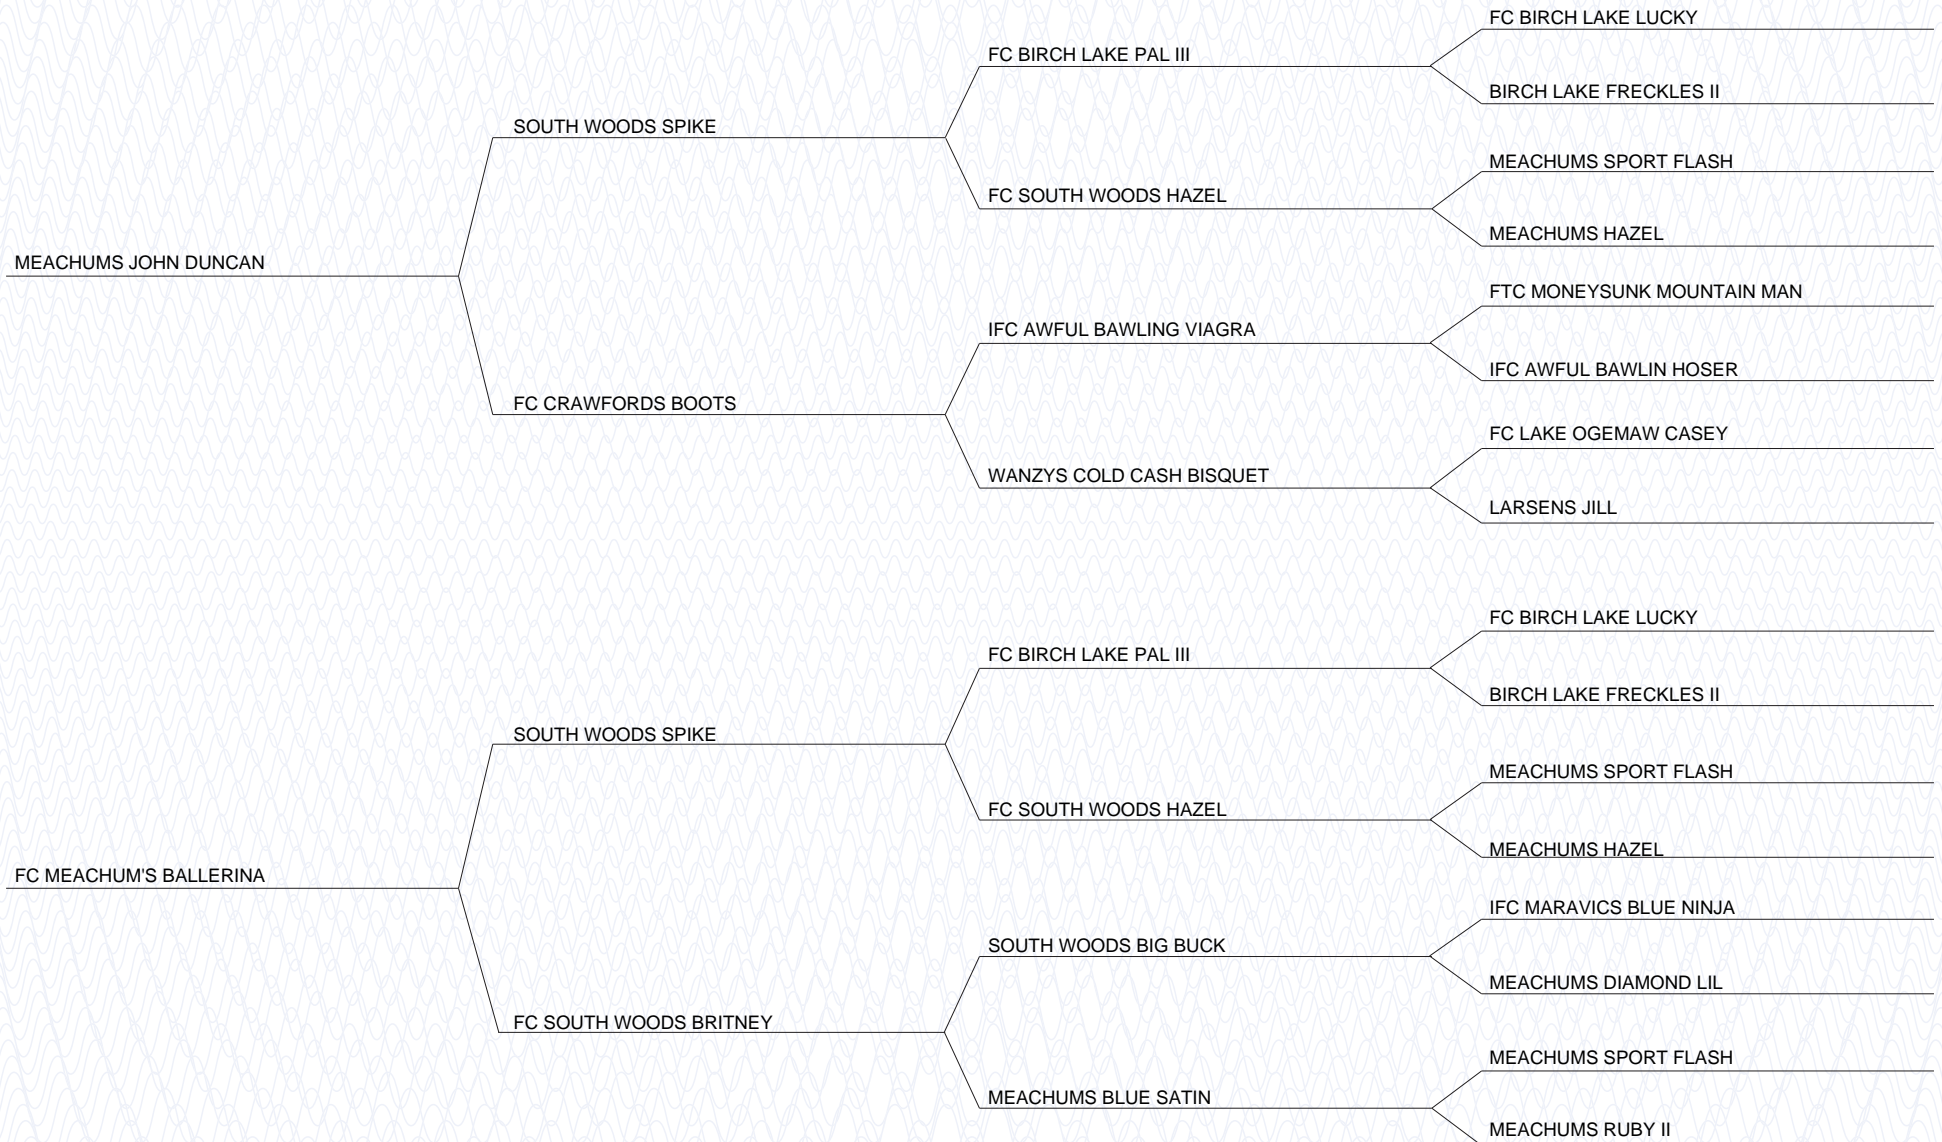 FC BIRCH LAKE LUCKY
FC BIRCH LAKE PAL III
BIRCH LAKE FRECKLES II
SOUTH WOODS SPIKE
MEACHUMS SPORT FLASH
FC SOUTH WOODS HAZEL
MEACHUMS HAZEL
MEACHUMS JOHN DUNCAN
FTC MONEYSUNK MOUNTAIN MAN
IFC AWFUL BAWLING VIAGRA
IFC AWFUL BAWLIN HOSER
FC CRAWFORDS BOOTS
FC LAKE OGEMAW CASEY
WANZYS COLD CASH BISQUET
LARSENS JILL
FC BIRCH LAKE LUCKY
FC BIRCH LAKE PAL III
BIRCH LAKE FRECKLES II
SOUTH WOODS SPIKE
MEACHUMS SPORT FLASH
FC SOUTH WOODS HAZEL
MEACHUMS HAZEL
FC MEACHUM'S BALLERINA
IFC MARAVICS BLUE NINJA
SOUTH WOODS BIG BUCK
MEACHUMS DIAMOND LIL
FC SOUTH WOODS BRITNEY
MEACHUMS SPORT FLASH
MEACHUMS BLUE SATIN
MEACHUMS RUBY II